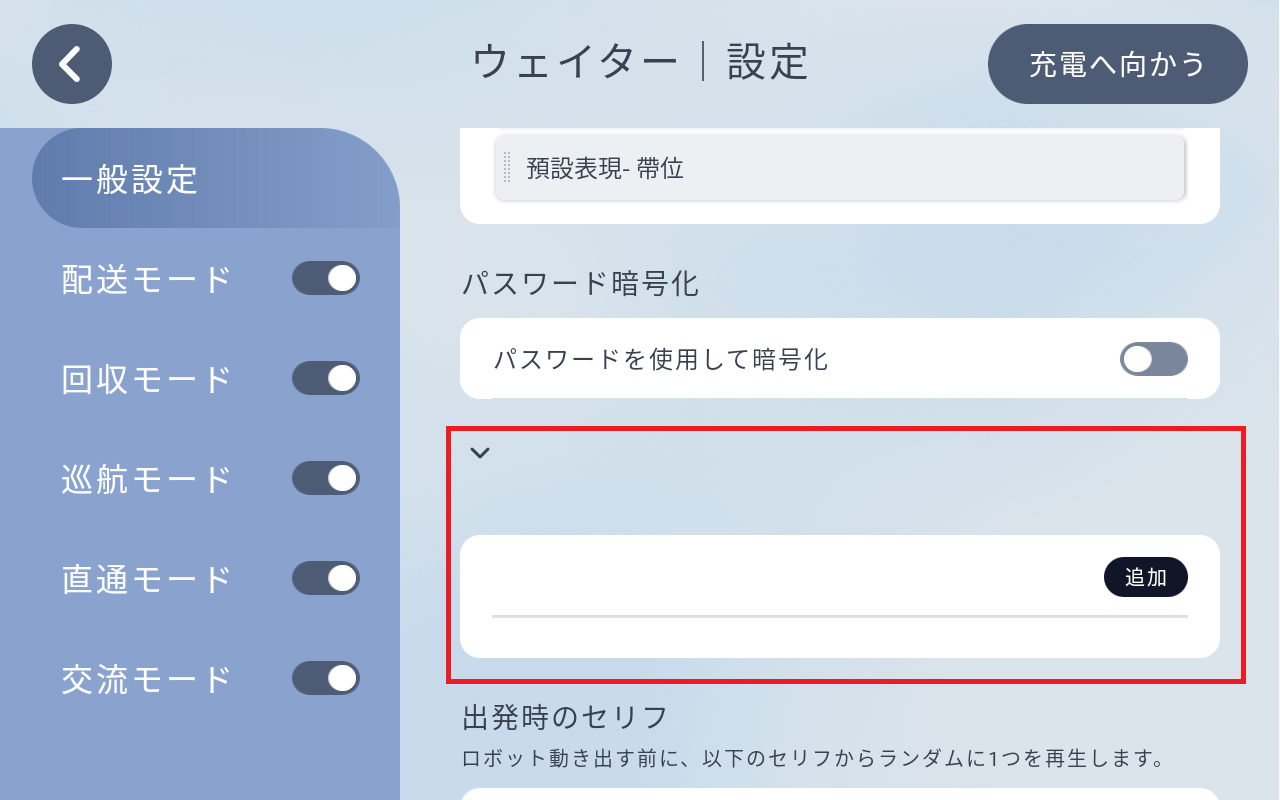 ウェイター｜設定
充電へ向かう
一般設定
配送モード
回収モード
巡航モード
直通モード
交流モード
預設表現- 帶位
パスワード暗号化
パスワードを使用して暗号化
追加
出発時のセリフ
ロボット動き出す前に、以下のセリフからランダムに1つを再生します。